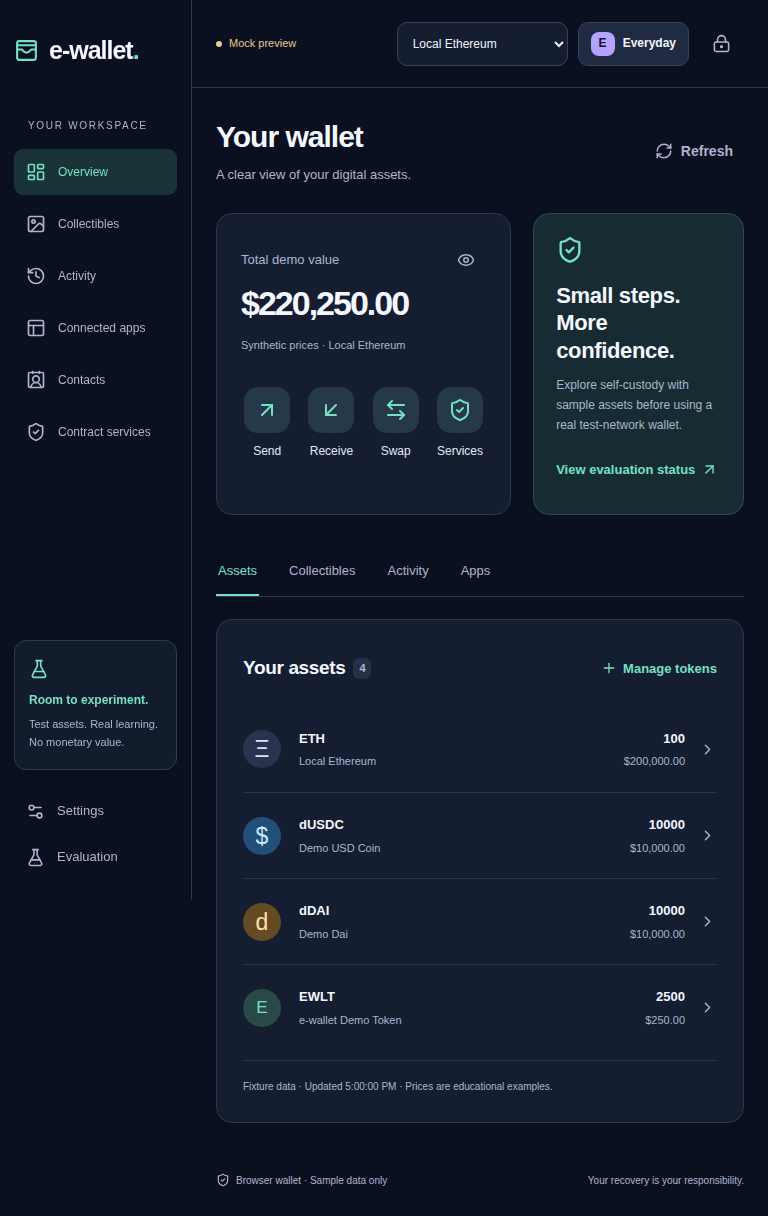 e-wallet.
YOUR WORKSPACE
Overview
Collectibles
Activity
Connected apps
Contacts
Contract services
Room to experiment.
Test assets. Real learning.
No monetary value.
Settings
Evaluation
Mock preview
Local Ethereum
E
Everyday
Your wallet
A clear view of your digital assets.
Refresh
Total demo value
$220,250.00
Synthetic prices · Local Ethereum
Send
Receive
Swap
Services
Small steps.
More
confidence.
Explore self-custody with
sample assets before using a
real test-network wallet.
View evaluation status
Assets
Collectibles
Activity
Apps
Your assets 4
Manage tokens
Ξ
ETH
Local Ethereum
100
$200,000.00
$
dUSDC
Demo USD Coin
10000
$10,000.00
d
dDAI
Demo Dai
10000
$10,000.00
E
EWLT
e-wallet Demo Token
2500
$250.00
Fixture data · Updated 5:00:00 PM · Prices are educational examples.
Browser wallet · Sample data only
Your recovery is your responsibility.